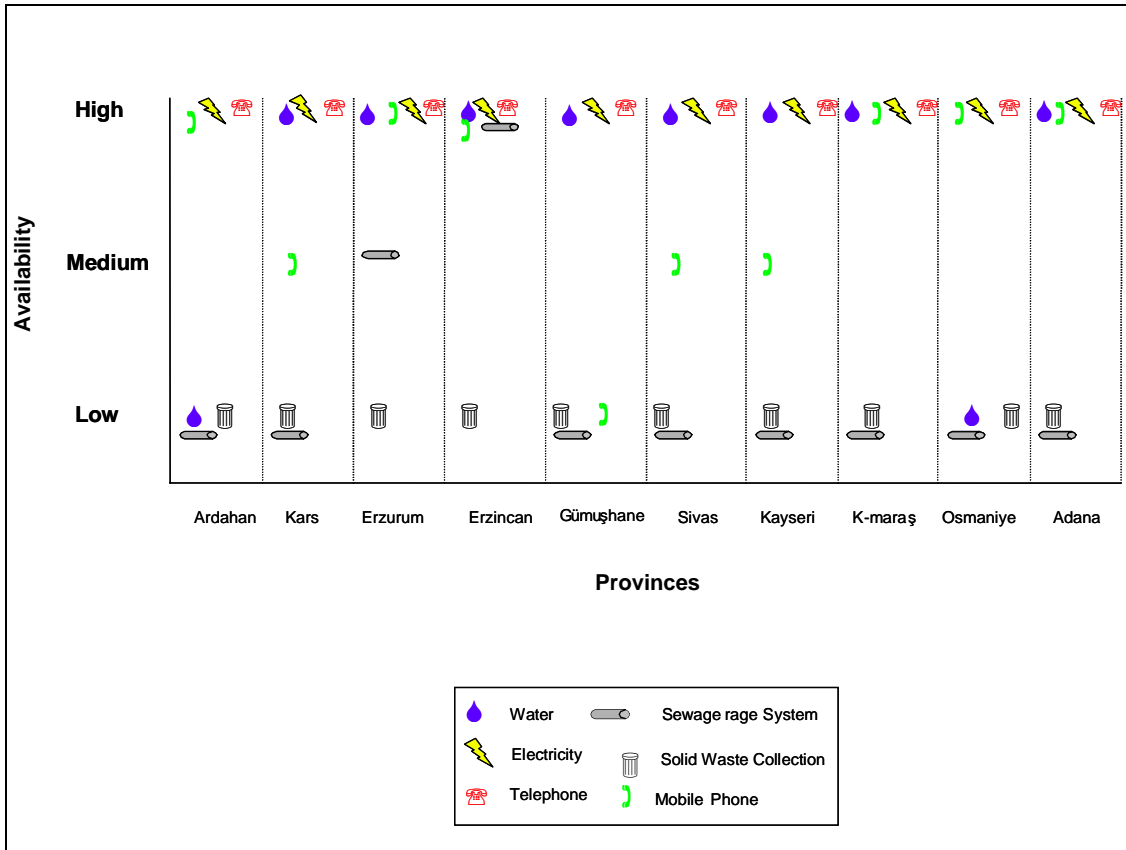 High
Medium
Low
Availability
Ardahan Kars Erzurum Erzincan Gümuşhane Sivas Kayseri K-maraş Osmaniye Adana
Provinces
Water Sewage rage System
Electricity Solid Waste Collection
Telephone Mobile Phone